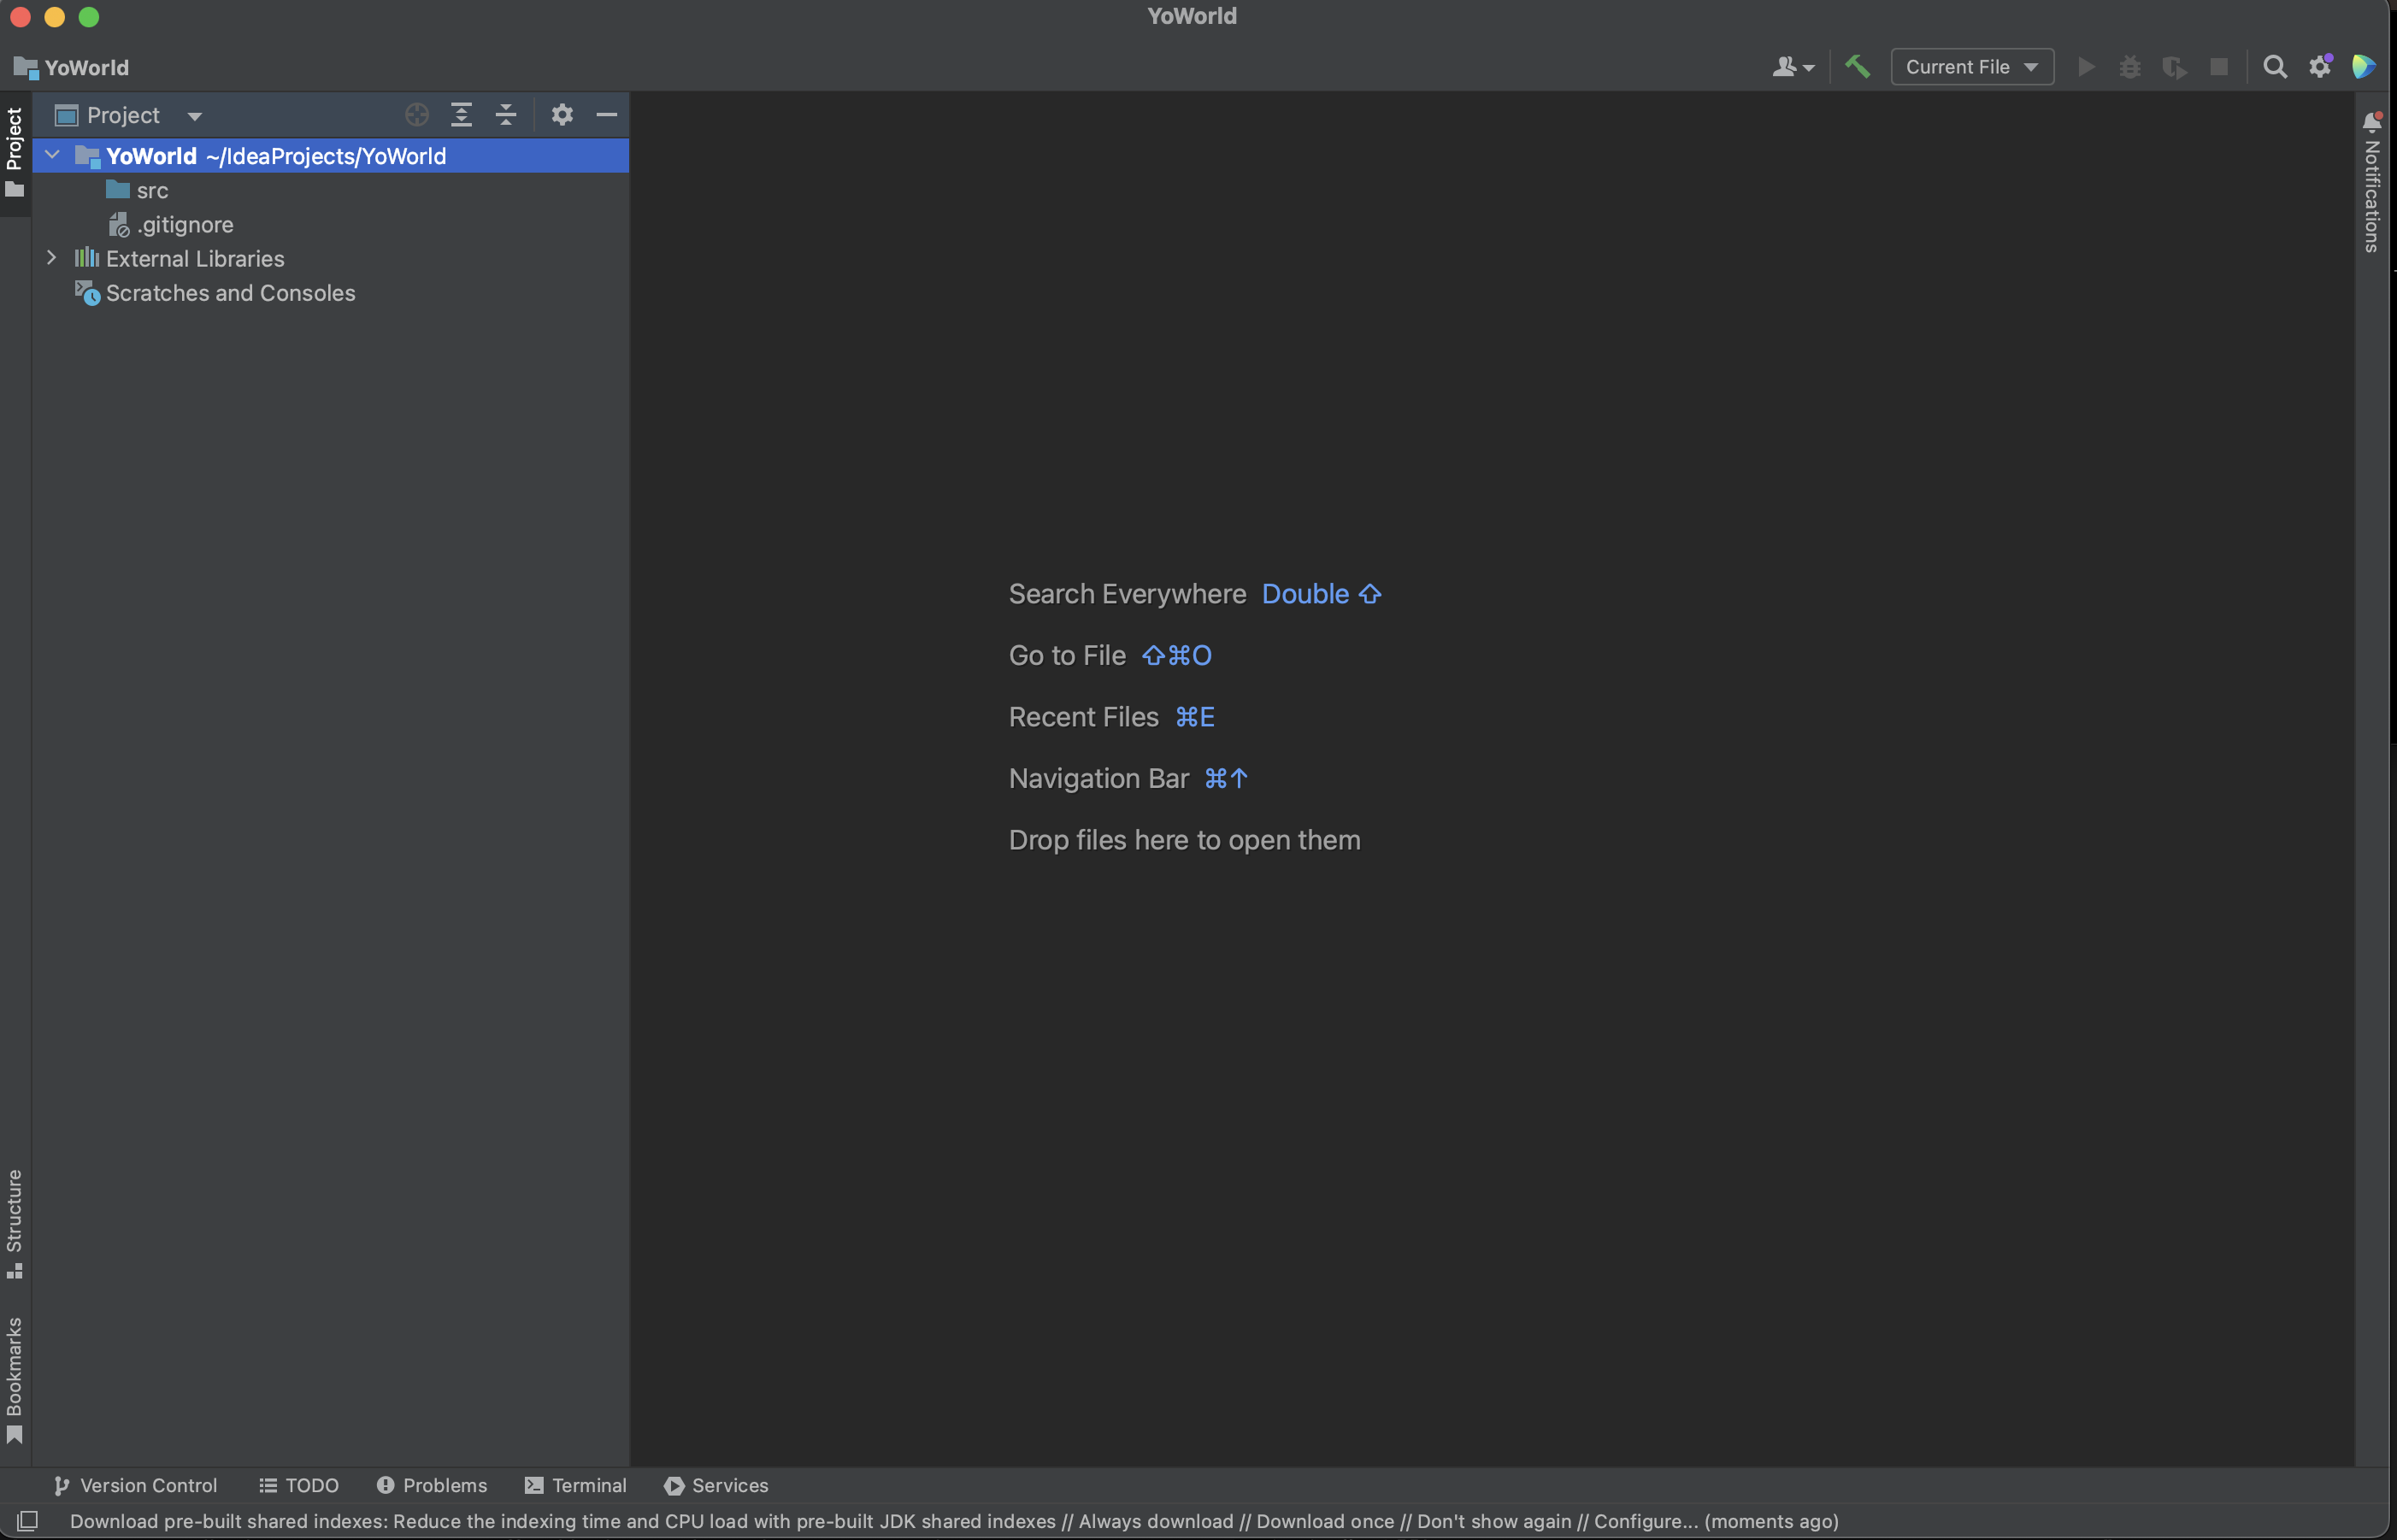 YoWorld
YoWorld
Current File
Project
Project
YoWorld ~/IdeaProjects/YoWorld
src
.gitignore
External Libraries
Scratches and Consoles
Notifications
Search Everywhere Double ⇧
Go to File ⇧⌘O
Recent Files ⌘E
Navigation Bar ⌘↑
Drop files here to open them
Structure
Bookmarks
Version Control TODO Problems Terminal Services
Download pre-built shared indexes: Reduce the indexing time and CPU load with pre-built JDK shared indexes // Always download // Download once // Don't show again // Configure... (moments ago)